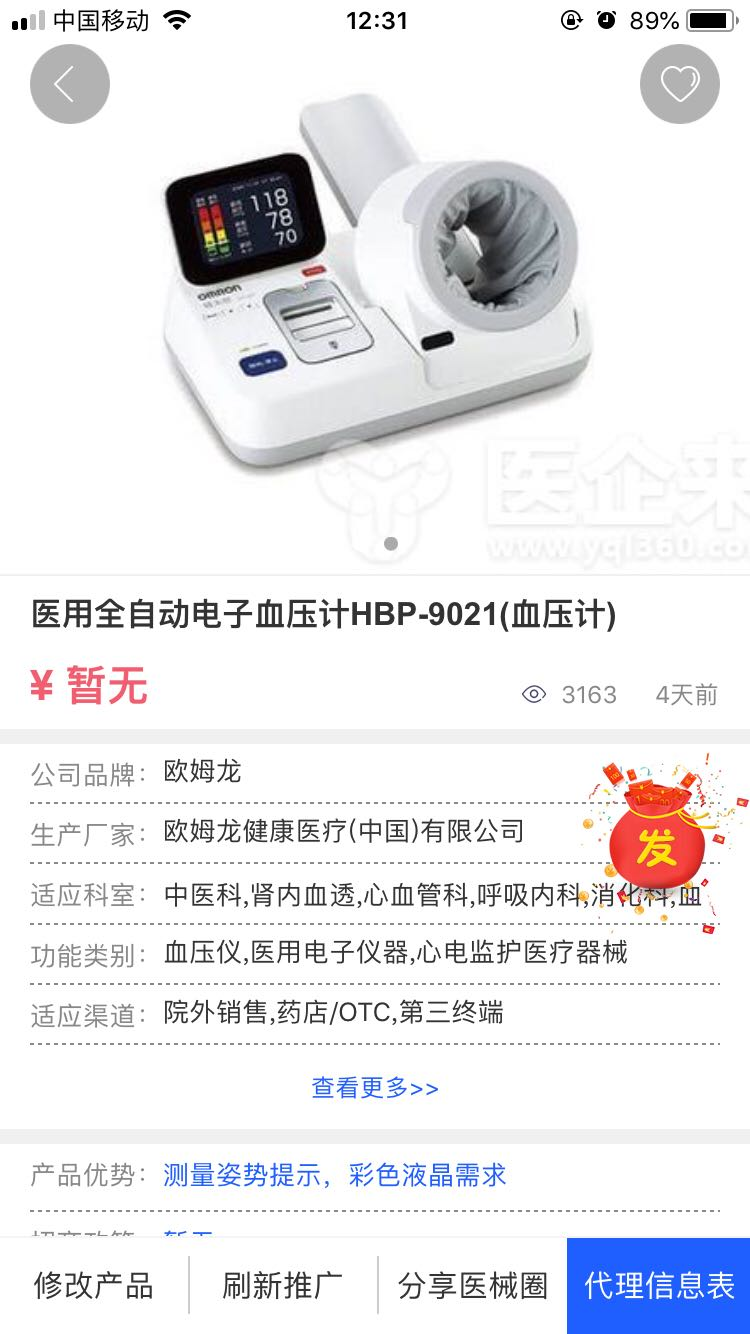 中国移动
12:31
89%
118
78
70
OMRON
医企来
www.yql360.co
医用全自动电子血压计HBP-9021(血压计)
¥ 暂无
3163
4天前
公司品牌：欧姆龙
生产厂家：欧姆龙健康医疗(中国)有限公司
发
适应科室：中医科,肾内血透,心血管科,呼吸内科,消化科,血
功能类别：血压仪,医用电子仪器,心电监护医疗器械
适应渠道：院外销售,药店/OTC,第三终端
查看更多>>
产品优势：测量姿势提示，彩色液晶需求
修改产品
刷新推广
分享医械圈
代理信息表